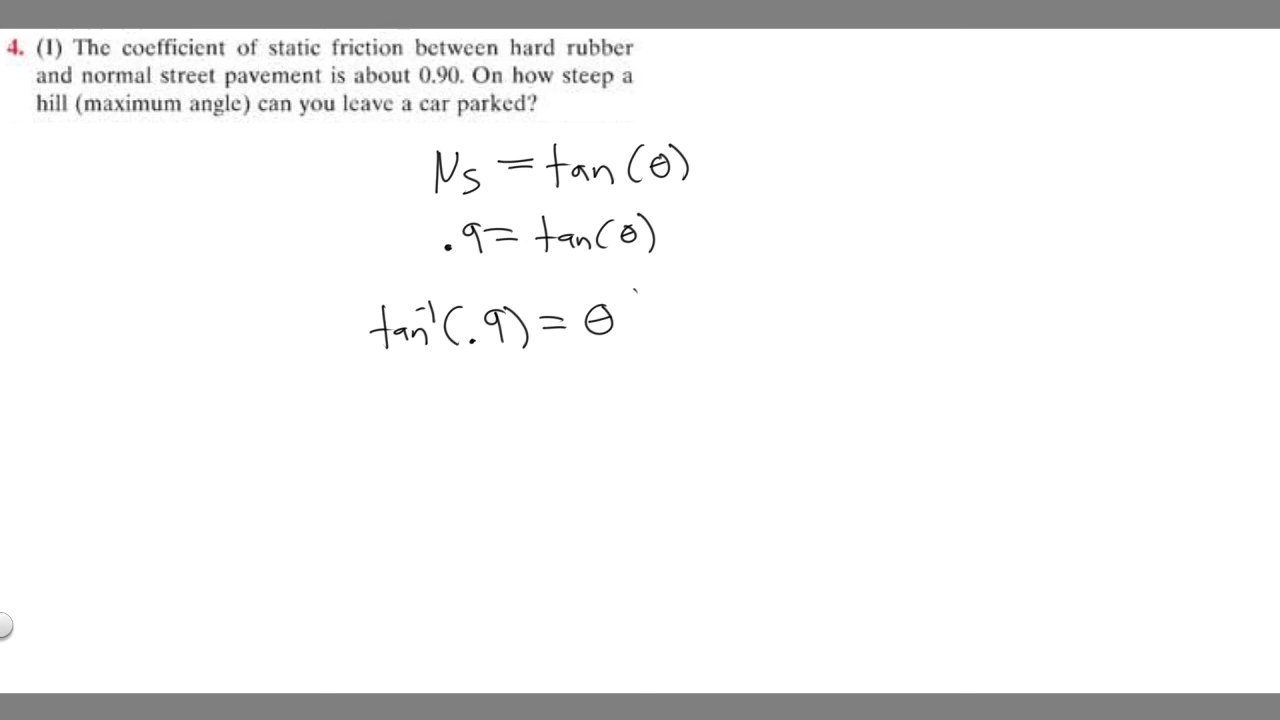 4. (I) The coefficient of static friction between hard rubber
and normal street pavement is about 0.90. On how steep a
hill (maximum angle) can you leave a car parked?
μs = tan(θ)
.9 = tan(θ)
tan⁻¹(.9) = θ